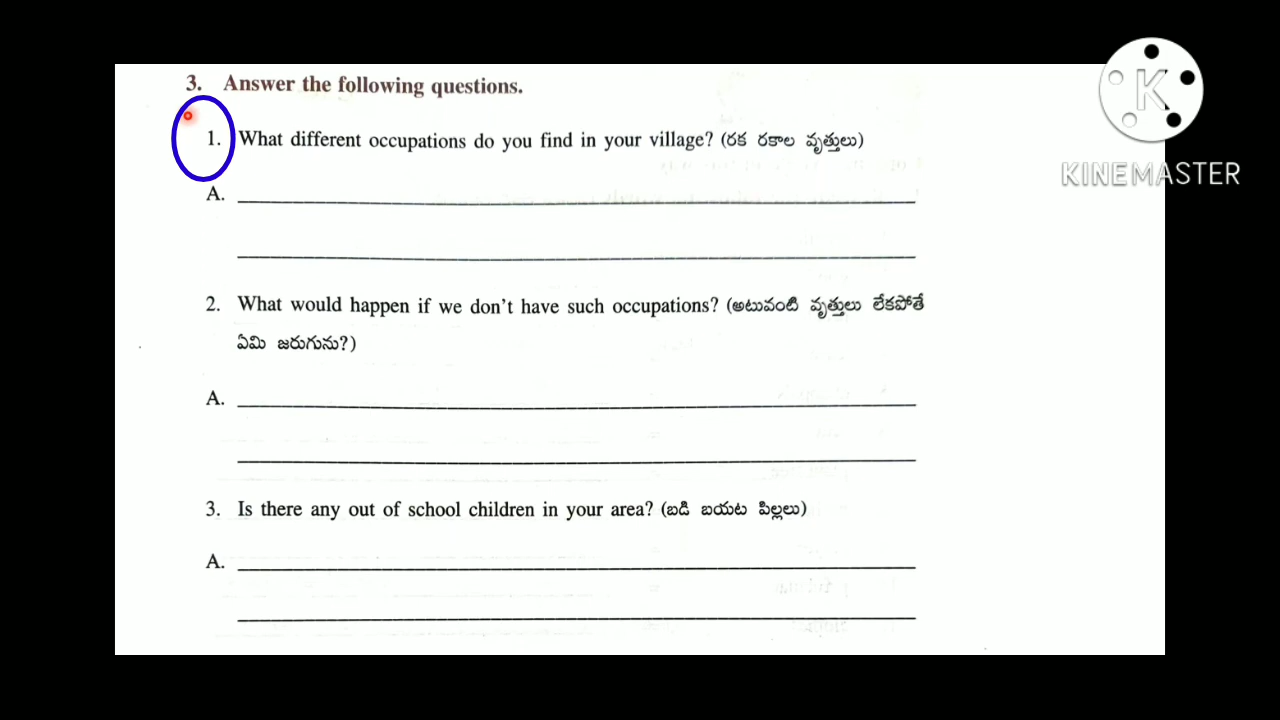 3. Answer the following questions.
1. What different occupations do you find in your village? (రక రకాల వృత్తులు)
A.
2. What would happen if we don't have such occupations? (అటువంటి వృత్తులు లేకపోతే
ఏమి జరుగును?)
A.
3. Is there any out of school children in your area? (బడి బయట పిల్లలు)
A.
K
KINEMASTER